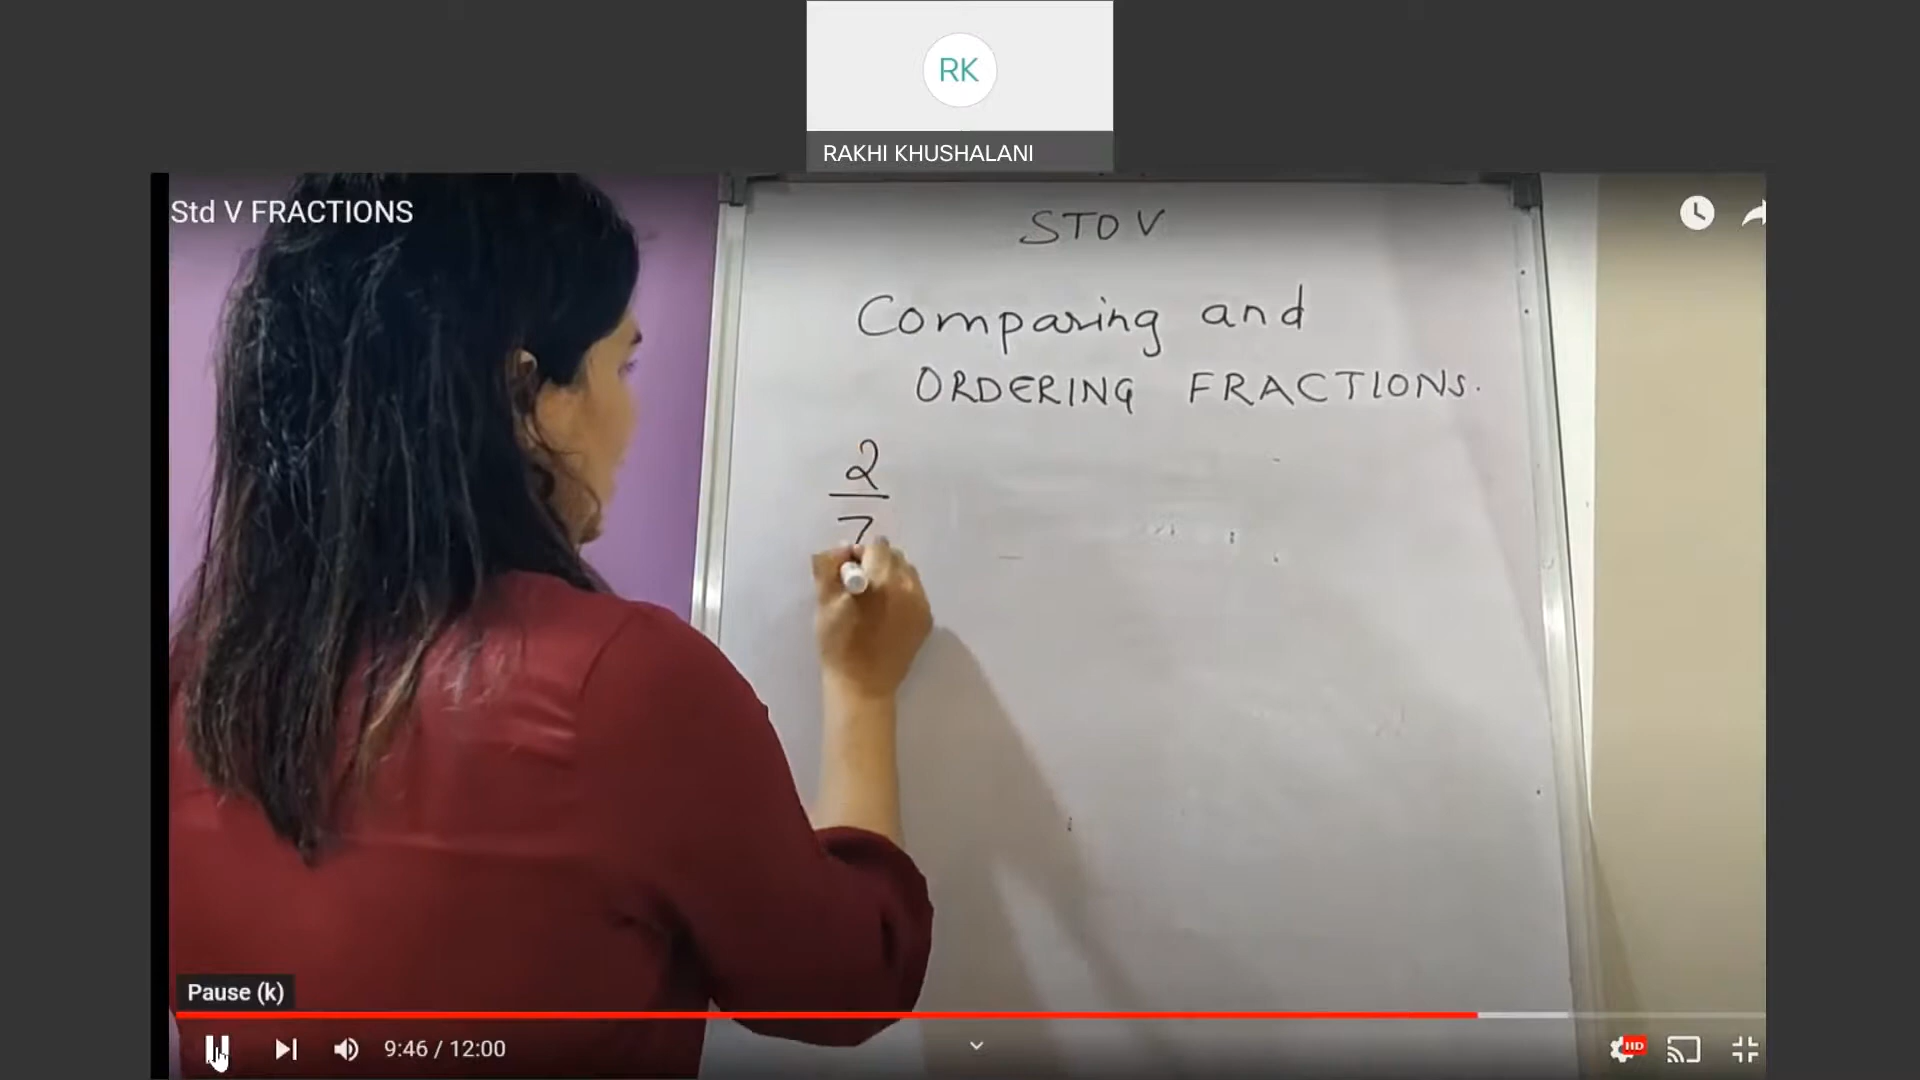 RK
RAKHI KHUSHALANI
Std V FRACTIONS
STD V
Comparing and
ORDERING FRACTIONS.
2
7
Pause (k)
9:46 / 12:00
HD